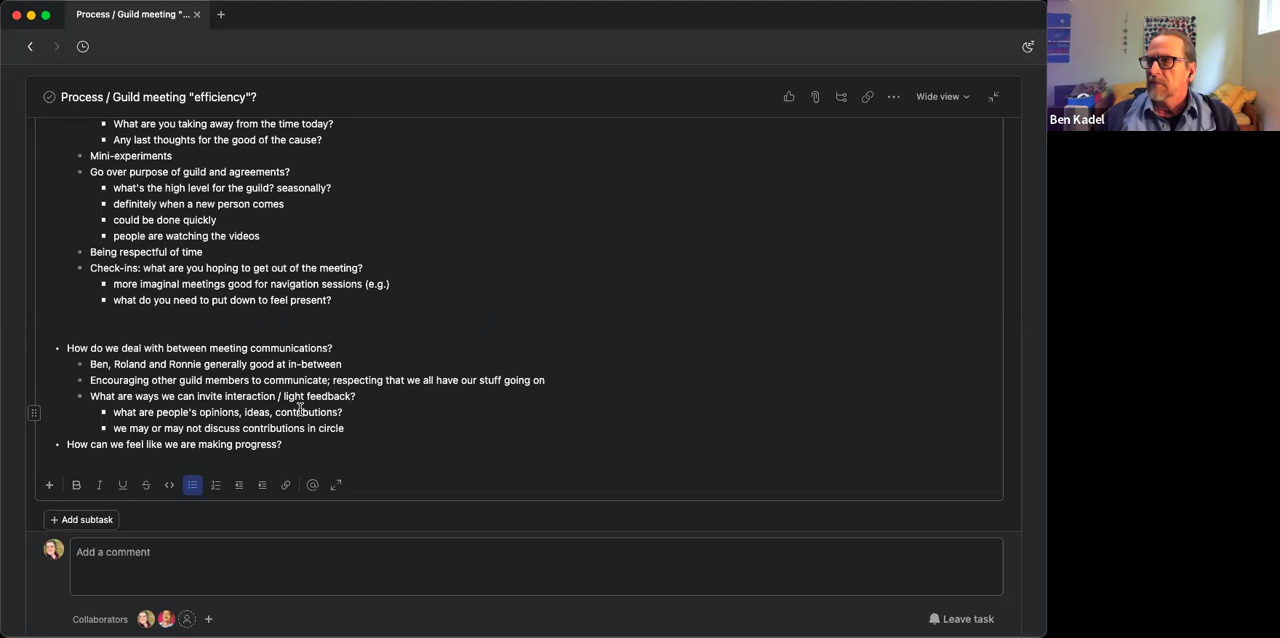 Process / Guild meeting "...
Process / Guild meeting "efficiency"?
Wide view
What are you taking away from the time today?
Any last thoughts for the good of the cause?
Mini-experiments
Go over purpose of guild and agreements?
what's the high level for the guild? seasonally?
definitely when a new person comes
could be done quickly
people are watching the videos
Being respectful of time
Check-ins: what are you hoping to get out of the meeting?
more imaginal meetings good for navigation sessions (e.g.)
what do you need to put down to feel present?
How do we deal with between meeting communications?
Ben, Roland and Ronnie generally good at in-between
Encouraging other guild members to communicate; respecting that we all have our stuff going on
What are ways we can invite interaction / light feedback?
what are people's opinions, ideas, contributions?
we may or may not discuss contributions in circle
How can we feel like we are making progress?
+ B I U S <> @
+ Add subtask
Add a comment
Collaborators
Leave task
Ben Kadel